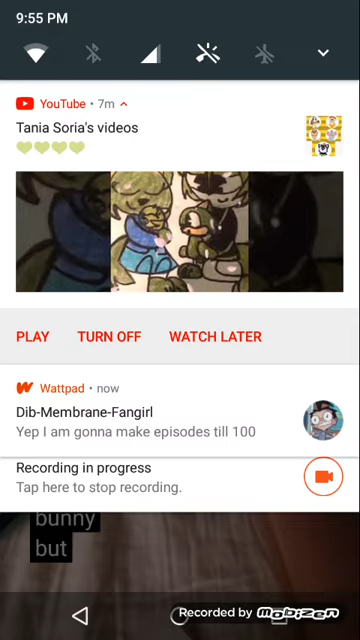 9:55 PM
YouTube • 7m
Tania Soria's videos
💚💚💚💚
PLAY TURN OFF WATCH LATER
Wattpad • now
Dib-Membrane-Fangirl
Yep I am gonna make episodes till 100
Recording in progress
Tap here to stop recording.
bunny
but
Recorded by mobizen